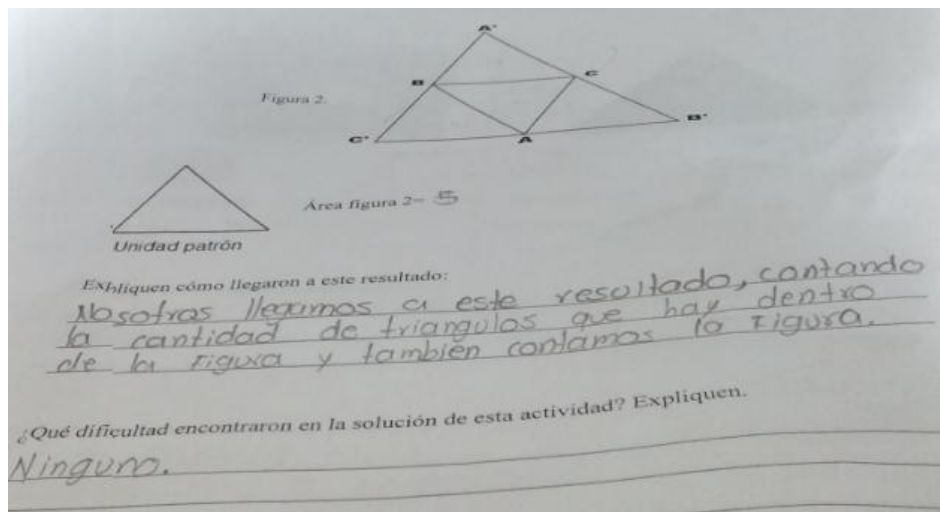 A'
B
C
Figura 2.
C'
A
B'
Área figura 2= 5
Unidad patrón
Expliquen cómo llegaron a este resultado:
Nosotras llegamos a este resultado, contando
la cantidad de triangulos que hay dentro
de la figura y también contamos la figura.
¿Qué dificultad encontraron en la solución de esta actividad? Expliquen.
Ninguno.